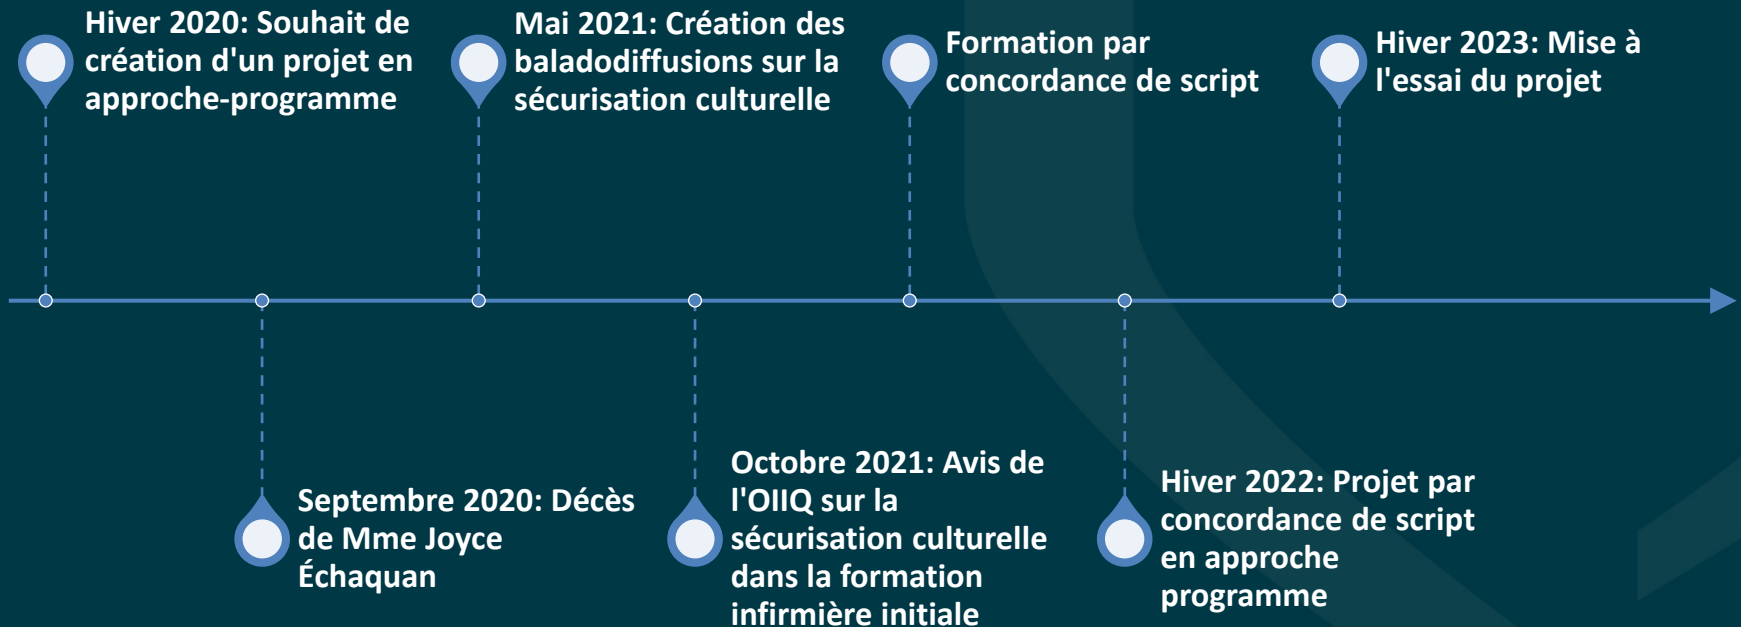 Hiver 2020: Souhait de
création d'un projet en
approche-programme
Mai 2021: Création des
baladodiffusions sur la
sécurisation culturelle
Formation par
concordance de script
Hiver 2023: Mise à
l'essai du projet
Septembre 2020: Décès
de Mme Joyce
Échaquan
Octobre 2021: Avis de
l'OIIQ sur la
sécurisation culturelle
dans la formation
infirmière initiale
Hiver 2022: Projet par
concordance de script
en approche
programme